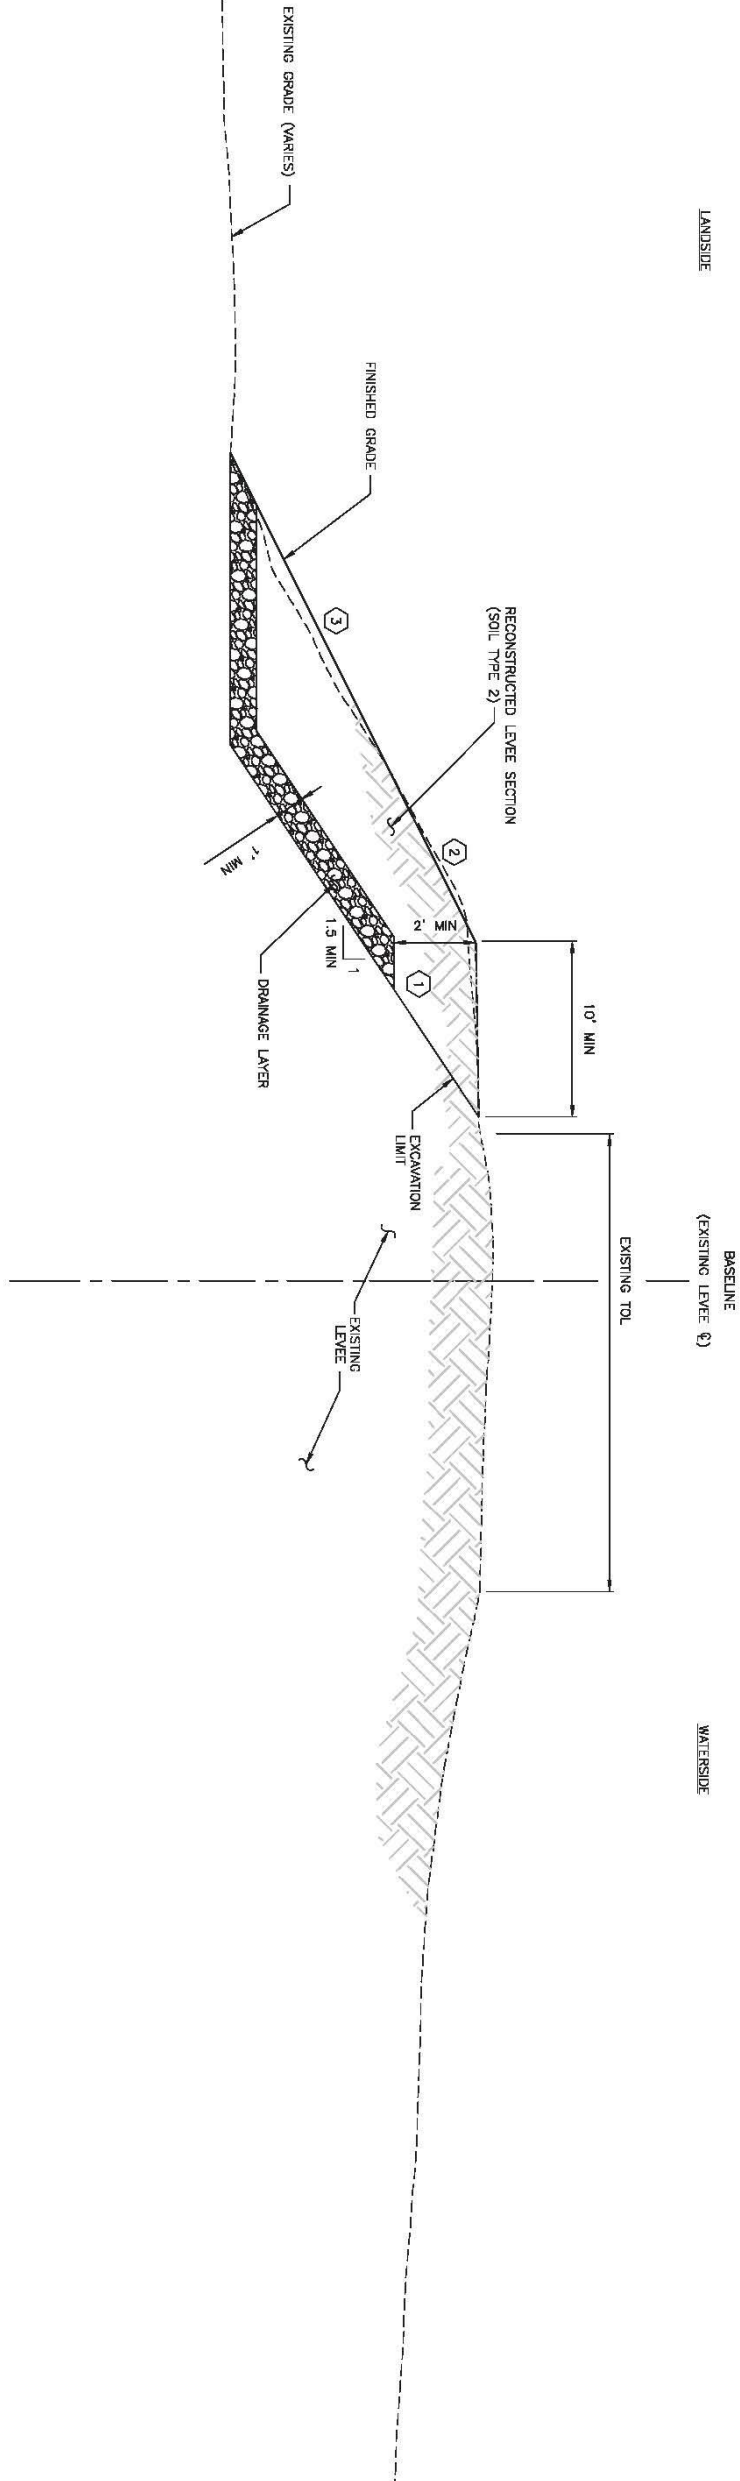 LANDSIDE
BASELINE
(EXISTING LEVEE ℄)
WATERSIDE
EXISTING TOL
10' MIN
RECONSTRUCTED LEVEE SECTION
(SOIL TYPE 2)
FINISHED GRADE
EXISTING GRADE (VARIES)
2
2' MIN
3
1
1
1.5 MIN
1' MIN
EXCAVATION
LIMIT
EXISTING
LEVEE
DRAINAGE LAYER